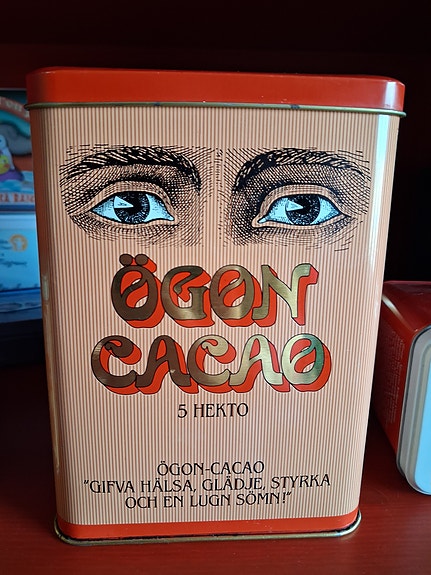 ÖGON
CACAO
5 HEKTO
ÖGON-CACAO
"GIFVA HÄLSA, GLÄDJE, STYRKA
OCH EN LUGN SÖMN!"